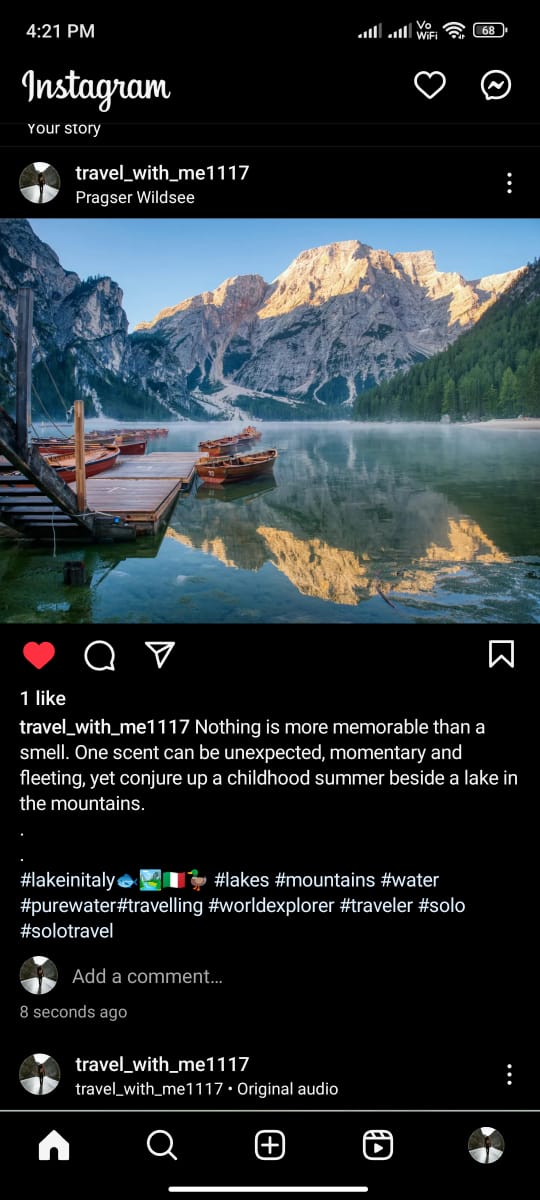 4:21 PM
Vo
WiFi
68
Instagram
Your story
travel_with_me1117
Pragser Wildsee
1 like
travel_with_me1117 Nothing is more memorable than a
smell. One scent can be unexpected, momentary and
fleeting, yet conjure up a childhood summer beside a lake in
the mountains.
.
.
#lakeinitaly🐟🏞️🇮🇹🦆 #lakes #mountains #water
#purewater#travelling #worldexplorer #traveler #solo
#solotravel
Add a comment...
8 seconds ago
travel_with_me1117
travel_with_me1117 • Original audio